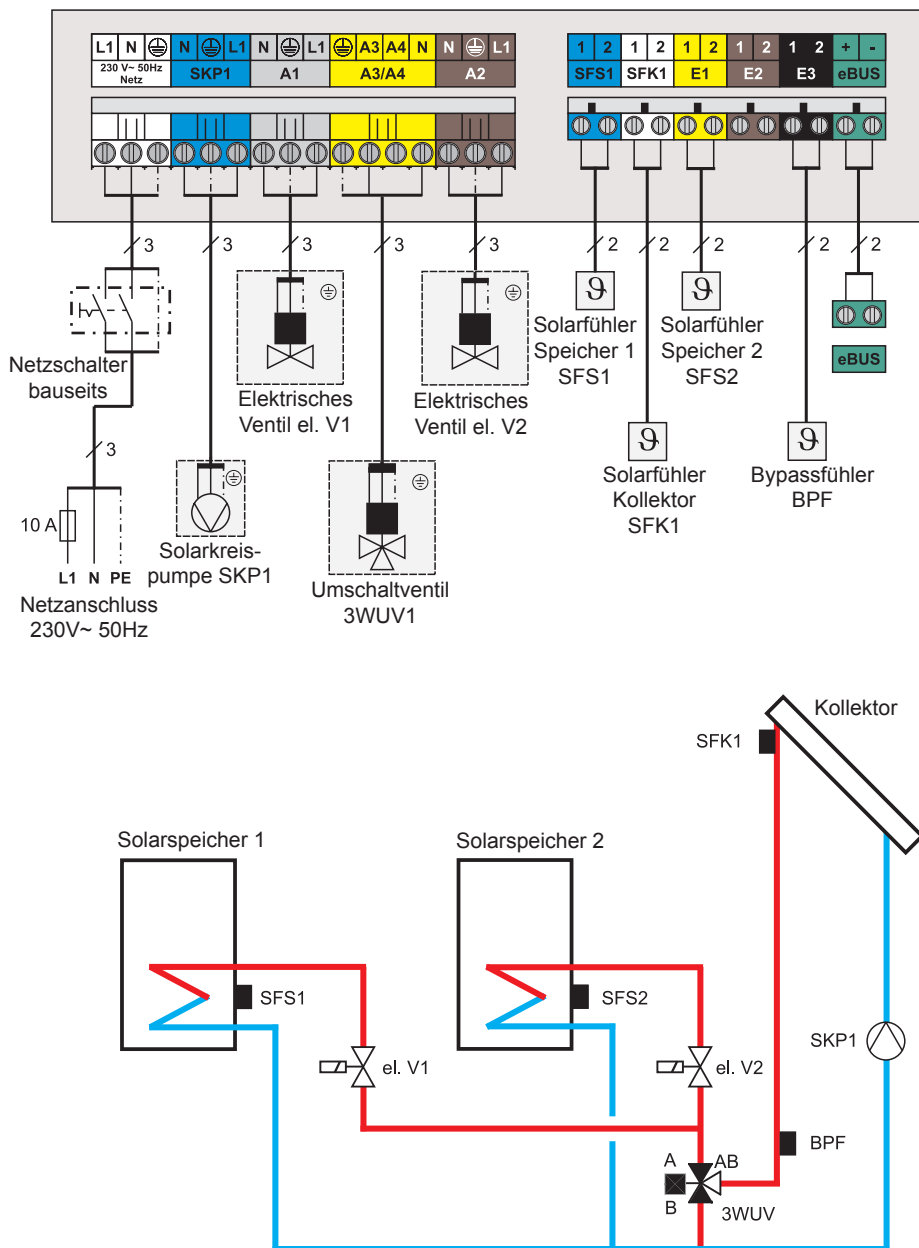 L1 N N L1 N L1 A3 A4 N N L1
1 2 1 2 1 2 1 2 1 2 + -
230 V~ 50Hz
Netz
SKP1 A1 A3/A4 A2
SFS1 SFK1 E1 E2 E3 eBUS
3 3 3 3 3 2 2 2 2 2
Netzschalter
bauseits
Elektrisches
Ventil el. V1
Elektrisches
Ventil el. V2
ϑ
Solarfühler
Speicher 1
SFS1
ϑ
Solarfühler
Speicher 2
SFS2
eBUS
3
10 A
L1 N PE
Netzanschluss
230V~ 50Hz
Solarkreis-
pumpe SKP1
Umschaltventil
3WUV1
ϑ
Solarfühler
Kollektor
SFK1
ϑ
Bypassfühler
BPF
Kollektor
SFK1
Solarspeicher 1
Solarspeicher 2
SFS1
SFS2
SKP1
el. V1
el. V2
BPF
A AB
B
3WUV